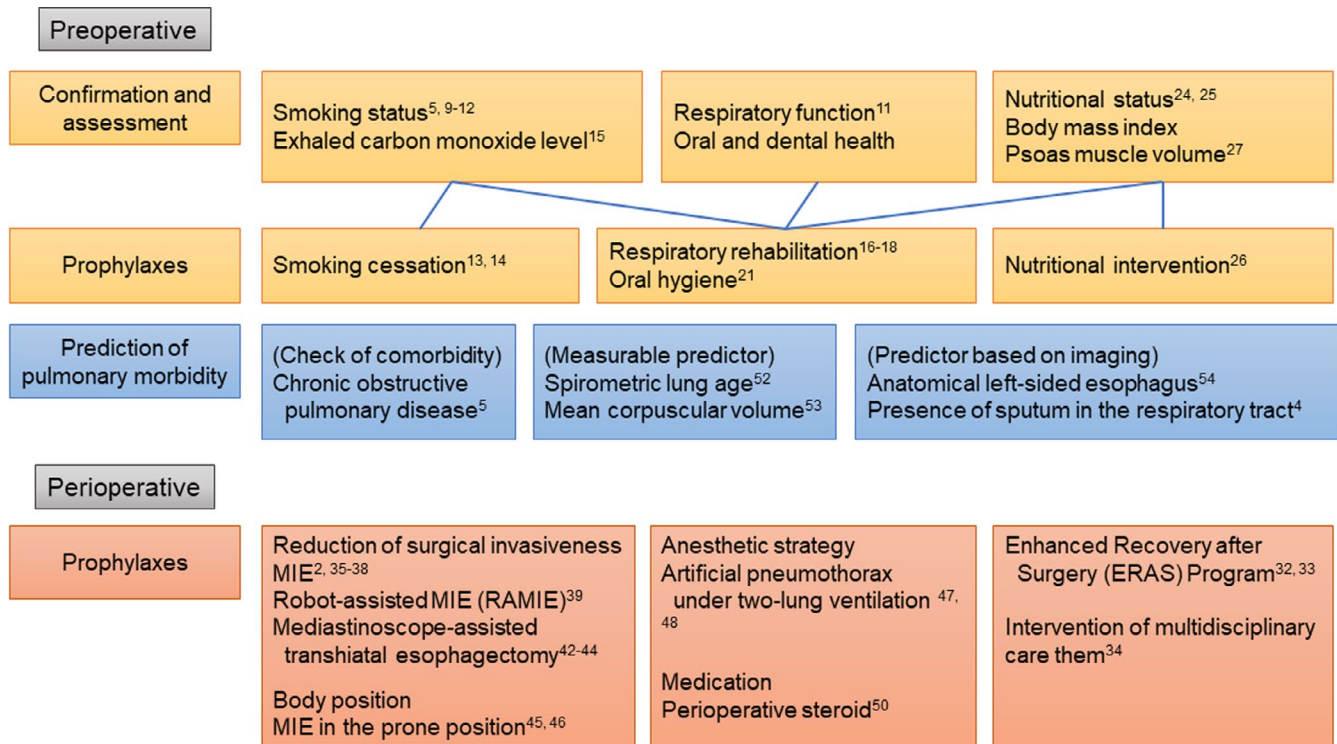 Preoperative
Confirmation and
assessment
Smoking status5, 9-12
Exhaled carbon monoxide level15
Respiratory function11
Oral and dental health
Nutritional status24, 25
Body mass index
Psoas muscle volume27
Prophylaxes
Smoking cessation13, 14
Respiratory rehabilitation16-18
Oral hygiene21
Nutritional intervention26
Prediction of
pulmonary morbidity
(Check of comorbidity)
Chronic obstructive
pulmonary disease5
(Measurable predictor)
Spirometric lung age52
Mean corpuscular volume53
(Predictor based on imaging)
Anatomical left-sided esophagus54
Presence of sputum in the respiratory tract4
Perioperative
Prophylaxes
Reduction of surgical invasiveness
MIE2, 35-38
Robot-assisted MIE (RAMIE)39
Mediastinoscope-assisted
transhiatal esophagectomy42-44
Body position
MIE in the prone position45, 46
Anesthetic strategy
Artificial pneumothorax
under two-lung ventilation 47,
48
Medication
Perioperative steroid50
Enhanced Recovery after
Surgery (ERAS) Program32, 33
Intervention of multidisciplinary
care them34